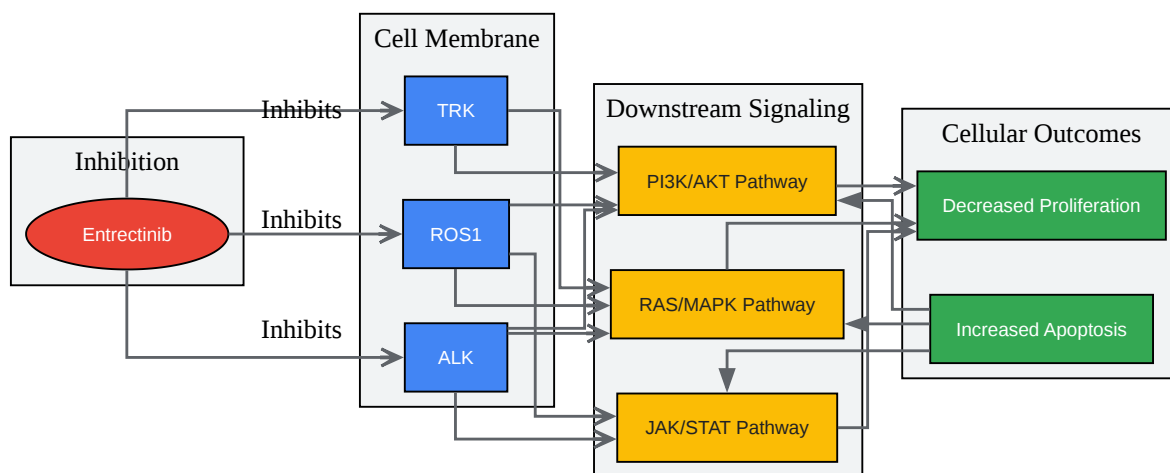 Cell Membrane
Inhibits
TRK
Downstream Signaling
Cellular Outcomes
Inhibition
PI3K/AKT Pathway
Decreased Proliferation
Inhibits
Entrectinib
ROS1
RAS/MAPK Pathway
Increased Apoptosis
Inhibits
ALK
JAK/STAT Pathway